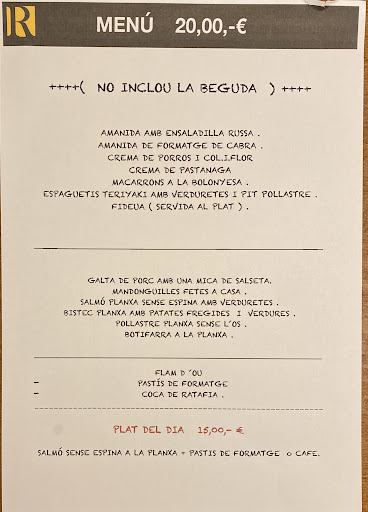 R
MENÚ 20,00,-€
++++( NO INCLOU LA BEGUDA ) ++++
AMANIDA AMB ENSALADILLA RUSSA .
AMANIDA DE FORMATGE DE CABRA .
CREMA DE PORROS I COL.I.FLOR
CREMA DE PASTANAGA
MACARRONS A LA BOLONYESA .
ESPAGUETIS TERIYAKI AMB VERDURETES I PIT POLLASTRE .
FIDEUA ( SERVIDA AL PLAT ) .
GALTA DE PORC AMB UNA MICA DE SALSETA.
MANDONGUILLES FETES A CASA .
SALMÓ PLANXA SENSE ESPINA AMB VERDURETES .
BISTEC PLANXA AMB PATATES FREGIDES I VERDURES .
POLLASTRE PLANXA SENSE L'OS .
BOTIFARRA A LA PLANXA .
FLAM D ´OU
- PASTÍS DE FORMATGE
- COCA DE RATAFIA .
PLAT DEL DIA 15,00,- €
SALMÓ SENSE ESPINA A LA PLANXA + PASTIS DE FORMATGE o CAFE.